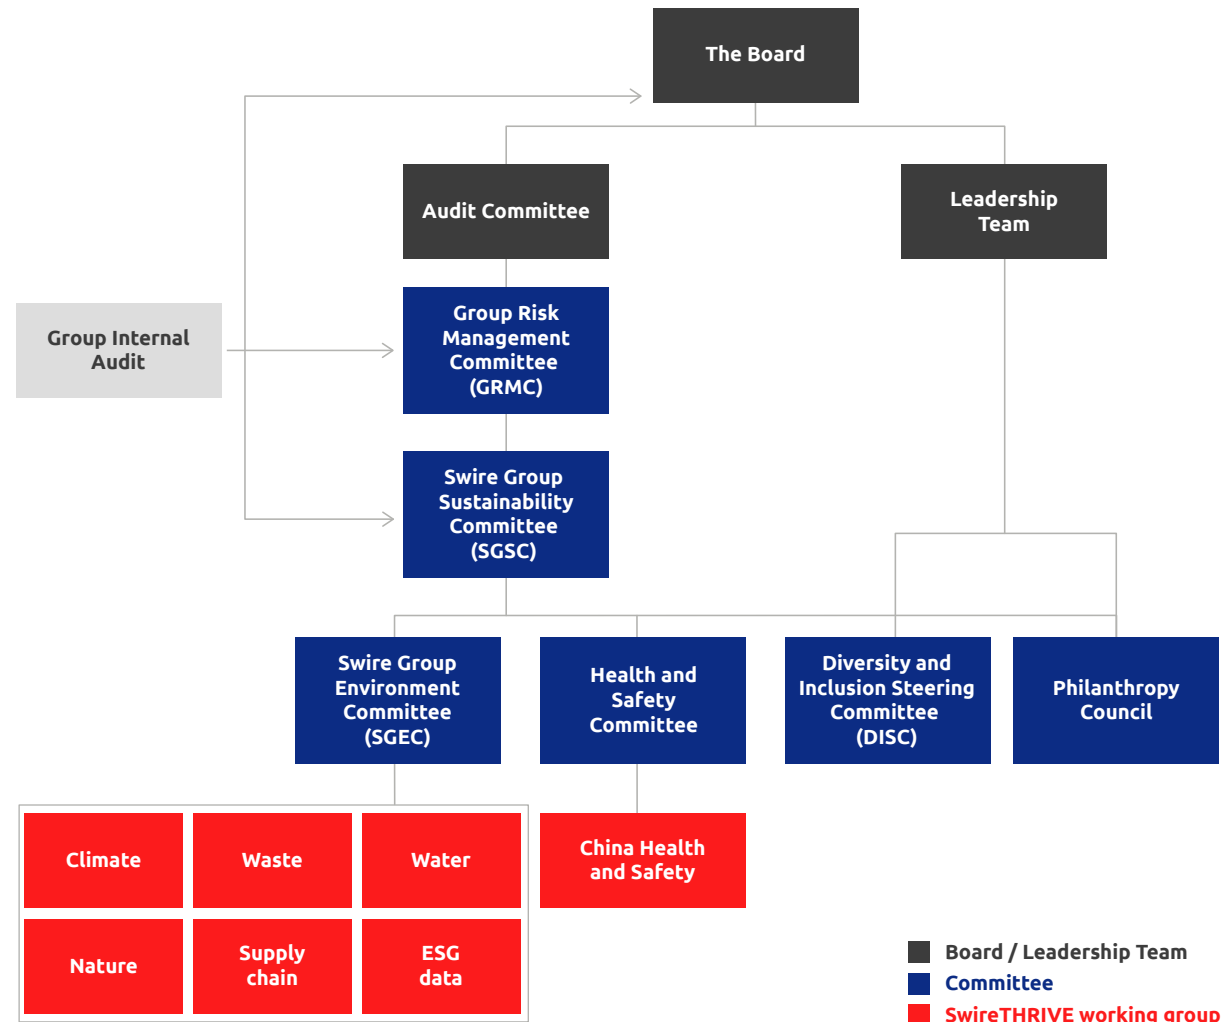 The Board
Audit Committee
Leadership
Team
Group Internal
Audit
Group Risk
Management
Committee
(GRMC)
Swire Group
Sustainability
Committee
(SGSC)
Swire Group
Environment
Committee
(SGEC)
Health and
Safety
Committee
Diversity and
Inclusion Steering
Committee
(DISC)
Philanthropy
Council
Climate
Waste
Water
China Health
and Safety
Nature
Supply
chain
ESG
data
Board / Leadership Team
Committee
SwireTHRIVE working group